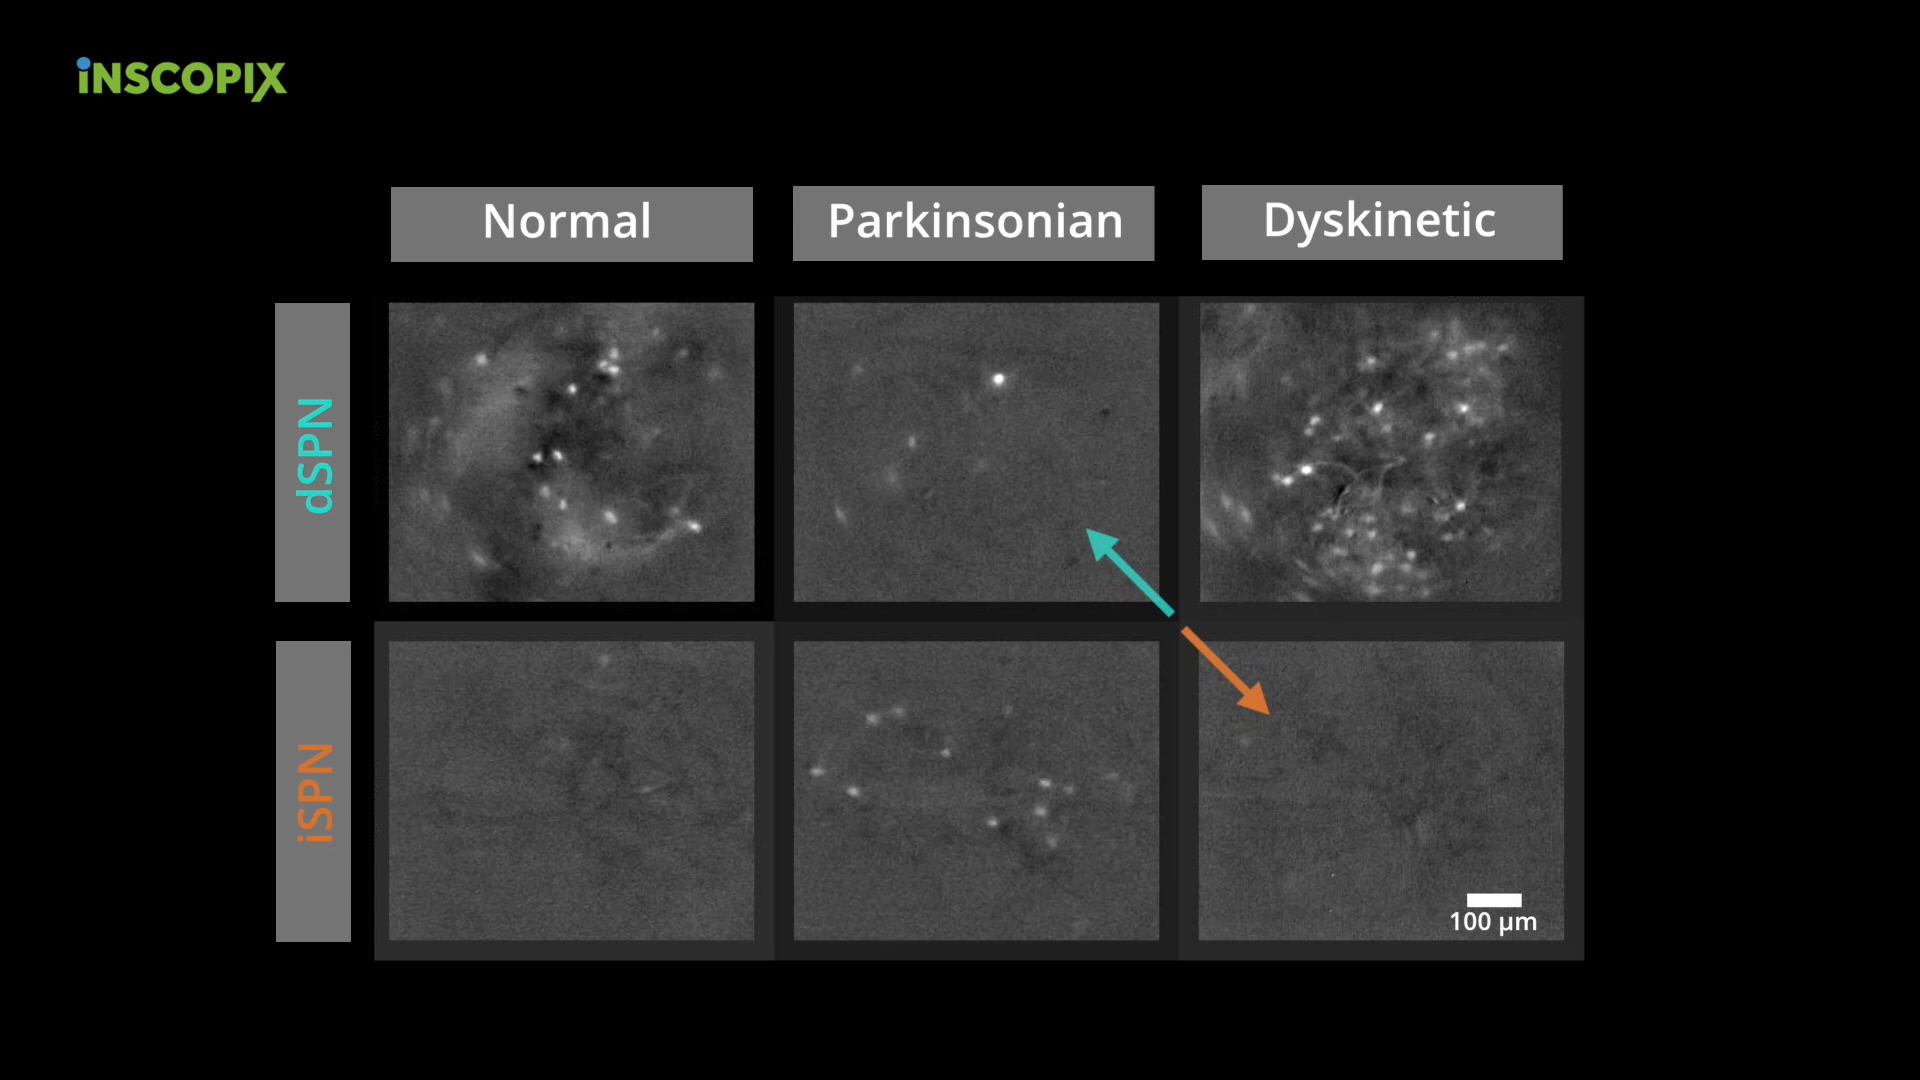 iNSCOPIX
Normal
Parkinsonian
Dyskinetic
dSPN
iSPN
100 µm